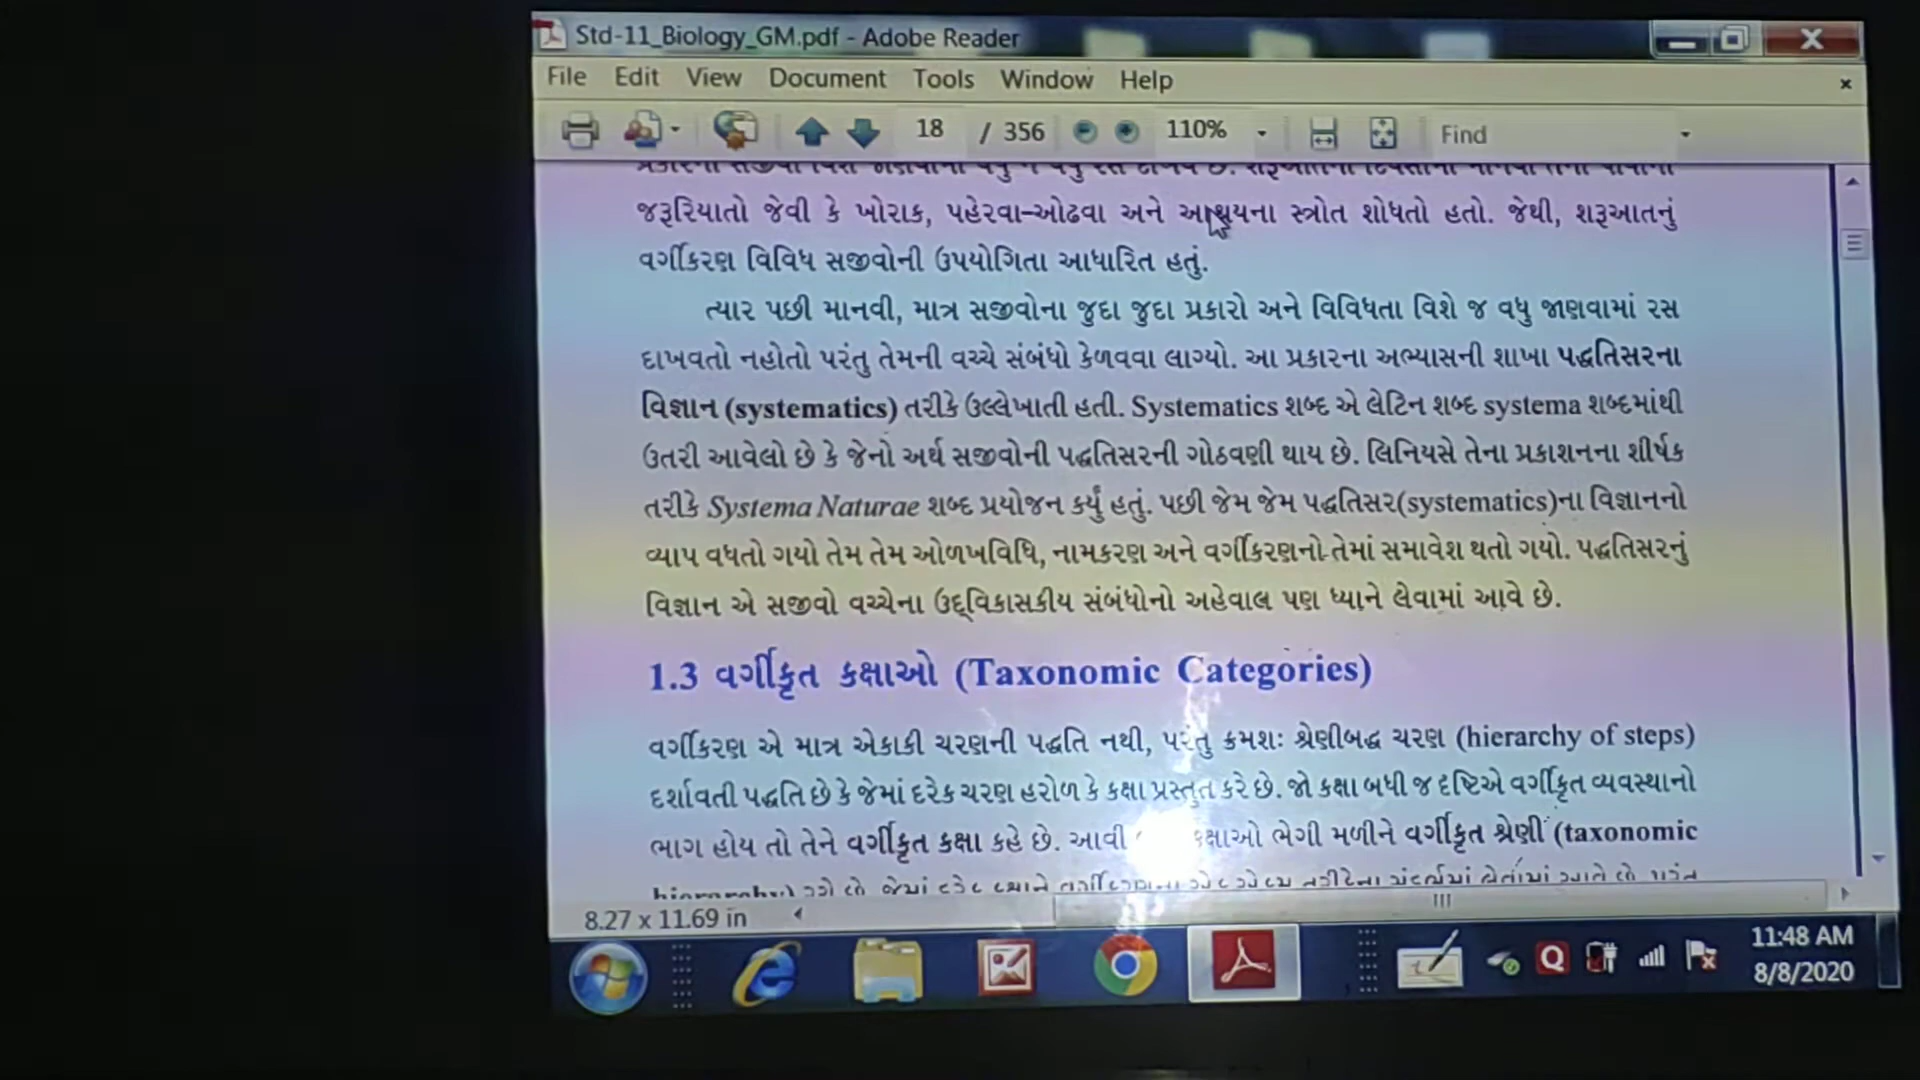 Std-11_Biology_GM.pdf - Adobe Reader
File Edit View Document Tools Window Help
18 / 356 110% Find
જરૂરિયાતો જેવી કે ખોરાક, પહેરવા-ઓઢવા અને આશ્રયના સ્ત્રોત શોધતો હતો. જેથી, શરૂઆતનું
વર્ગીકરણ વિવિધ સજીવોની ઉપયોગિતા આધારિત હતું.
ત્યાર પછી માનવી, માત્ર સજીવોના જુદા જુદા પ્રકારો અને વિવિધતા વિશે જ વધુ જાણવામાં રસ
દાખવતો નહોતો પરંતુ તેમની વચ્ચે સંબંધો કેળવવા લાગ્યો. આ પ્રકારના અભ્યાસની શાખા પદ્ધતિસરના
વિજ્ઞાન (systematics) તરીકે ઉલ્લેખાતી હતી. Systematics શબ્દ એ લેટિન શબ્દ systema શબ્દમાંથી
ઉતરી આવેલો છે કે જેનો અર્થ સજીવોની પદ્ધતિસરની ગોઠવણી થાય છે. લિનિયસે તેના પ્રકાશનના શીર્ષક
તરીકે Systema Naturae શબ્દ પ્રયોજન કર્યું હતું. પછી જેમ જેમ પદ્ધતિસર(systematics)ના વિજ્ઞાનનો
વ્યાપ વધતો ગયો તેમ તેમ ઓળખવિધિ, નામકરણ અને વર્ગીકરણનો તેમાં સમાવેશ થતો ગયો. પદ્ધતિસરનું
વિજ્ઞાન એ સજીવો વચ્ચેના ઉદ્‌વિકાસકીય સંબંધોનો અહેવાલ પણ ધ્યાને લેવામાં આવે છે.
1.3 વર્ગીકૃત કક્ષાઓ (Taxonomic Categories)
વર્ગીકરણ એ માત્ર એકાકી ચરણની પદ્ધતિ નથી, પરંતુ ક્રમશઃ શ્રેણીબદ્ધ ચરણ (hierarchy of steps)
દર્શાવતી પદ્ધતિ છે કે જેમાં દરેક ચરણ હરોળ કે કક્ષા પ્રસ્તુત કરે છે. જો કક્ષા બધી જ દૃષ્ટિએ વર્ગીકૃત વ્યવસ્થાનો
ભાગ હોય તો તેને વર્ગીકૃત કક્ષા કહે છે. આવી કક્ષાઓ ભેગી મળીને વર્ગીકૃત શ્રેણી (taxonomic
8.27 x 11.69 in
11:48 AM
8/8/2020